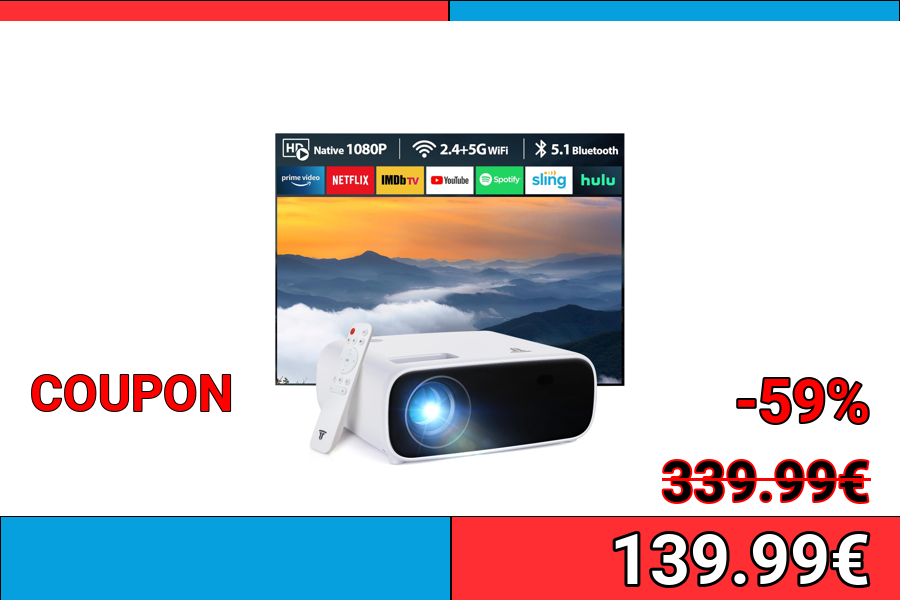 HD Native 1080P 2.4+5G WiFi 5.1 Bluetooth
prime video NETFLIX IMDb TV YouTube Spotify sling hulu
COUPON
-59%
339.99€
139.99€